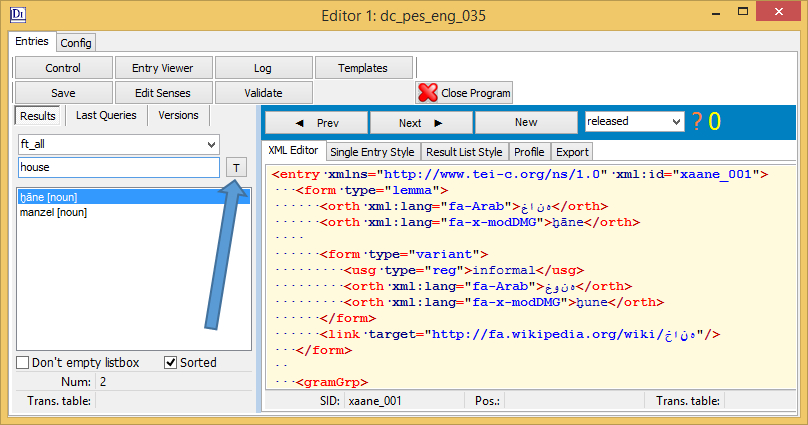 Editor 1: dc_pes_eng_035
Entries Config
Control Entry Viewer Log Templates
Save Edit Senses Validate Close Program
Results Last Queries Versions
ft_all
house T
ḫāne [noun]
manzel [noun]
Don't empty listbox Sorted
Num: 2
Trans. table:
Prev Next New released ?0
XML Editor Single Entry Style Result List Style Profile Export
<entry xmlns="http://www.tei-c.org/ns/1.0" xml:id="xaane_001">
<form type="lemma">
<orth xml:lang="fa-Arab">خانه</orth>
<orth xml:lang="fa-x-modDMG">ḫāne</orth>
<form type="variant">
<usg type="reg">informal</usg>
<orth xml:lang="fa-Arab">خونه</orth>
<orth xml:lang="fa-x-modDMG">ḫune</orth>
</form>
<link target="http://fa.wikipedia.org/wiki/خانه"/>
</form>
<gramGrp>
SID: xaane_001 Pos.: Trans. table: